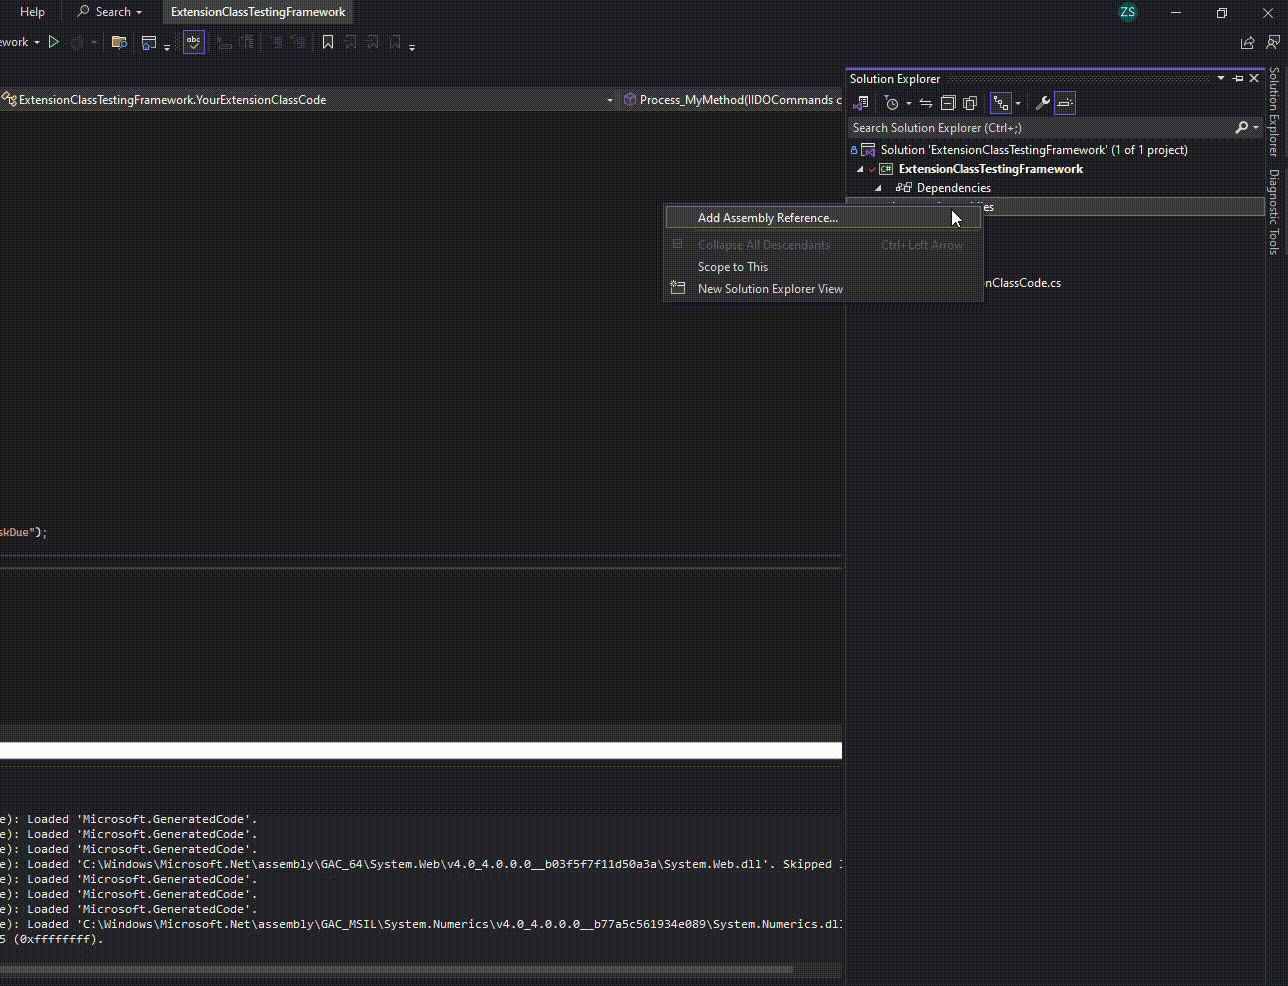 Help
Search
ExtensionClassTestingFramework
ZS
ework
abc
ExtensionClassTestingFramework.YourExtensionClassCode
Process_MyMethod(IIDOCommands c
Solution Explorer
Search Solution Explorer (Ctrl+;)
Solution 'ExtensionClassTestingFramework' (1 of 1 project)
C# ExtensionClassTestingFramework
Dependencies
lies
Add Assembly Reference...
Collapse All Descendants Ctrl+Left Arrow
Scope to This
New Solution Explorer View
nClassCode.cs
Solution Explorer
Diagnostic Tools
skDue");
e): Loaded 'Microsoft.GeneratedCode'.
e): Loaded 'Microsoft.GeneratedCode'.
e): Loaded 'Microsoft.GeneratedCode'.
e): Loaded 'C:\Windows\Microsoft.Net\assembly\GAC_64\System.Web\v4.0_4.0.0.0__b03f5f7f11d50a3a\System.Web.dll'. Skipped
e): Loaded 'Microsoft.GeneratedCode'.
e): Loaded 'Microsoft.GeneratedCode'.
e): Loaded 'Microsoft.GeneratedCode'.
e): Loaded 'C:\Windows\Microsoft.Net\assembly\GAC_MSIL\System.Numerics\v4.0_4.0.0.0__b77a5c561934e089\System.Numerics.dl
5 (0xffffffff).